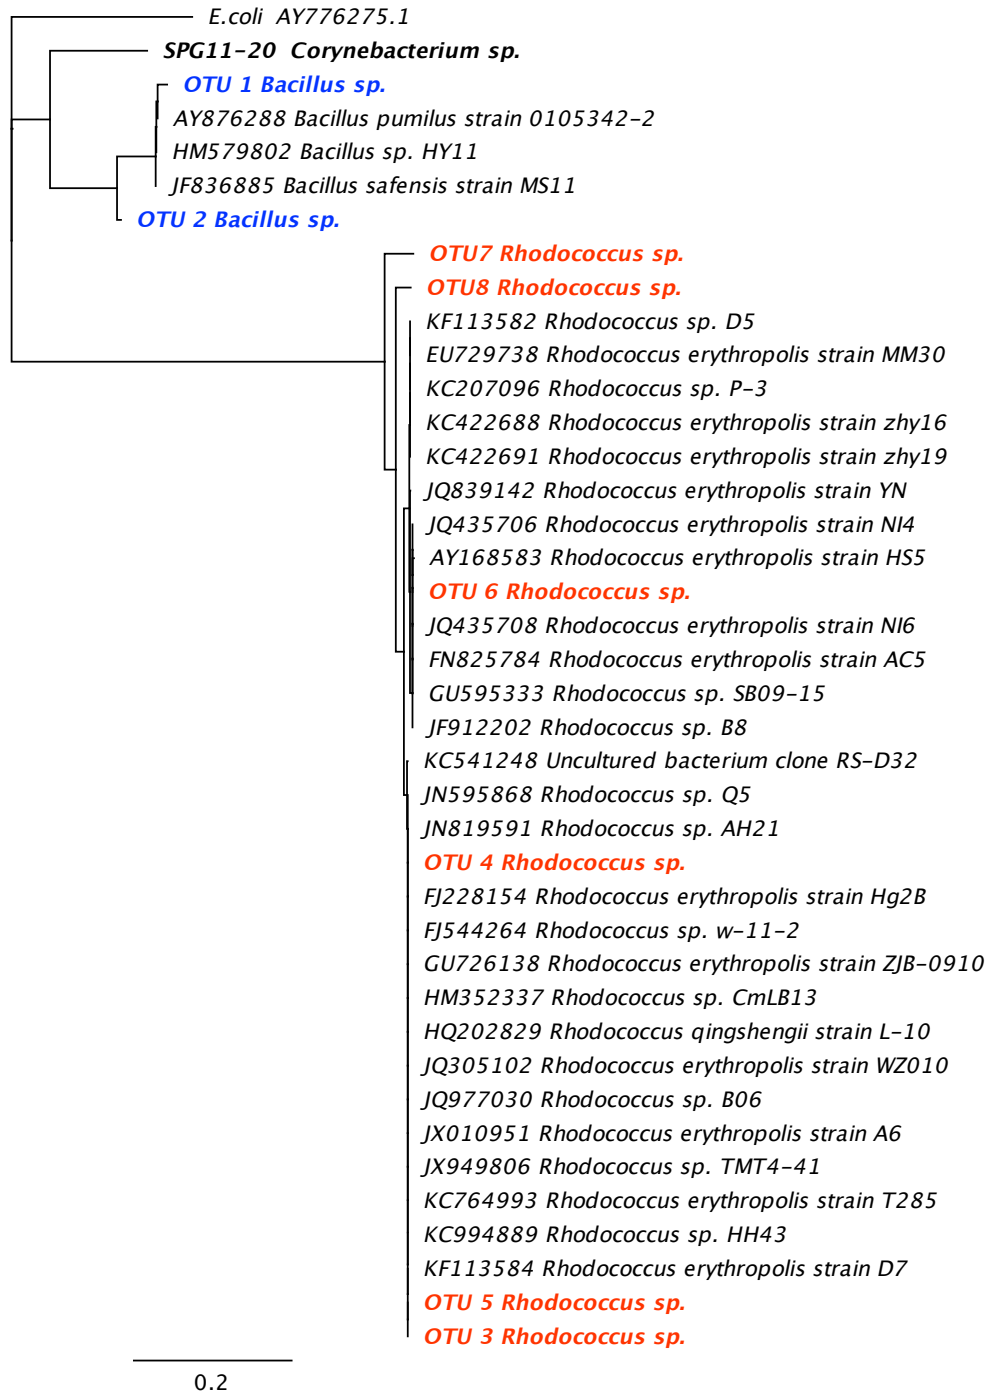 E.coli AY776275.1
SPG11-20 Corynebacterium sp.
OTU 1 Bacillus sp.
AY876288 Bacillus pumilus strain 0105342-2
HM579802 Bacillus sp. HY11
JF836885 Bacillus safensis strain MS11
OTU 2 Bacillus sp.
OTU7 Rhodococcus sp.
OTU8 Rhodococcus sp.
KF113582 Rhodococcus sp. D5
EU729738 Rhodococcus erythropolis strain MM30
KC207096 Rhodococcus sp. P-3
KC422688 Rhodococcus erythropolis strain zhy16
KC422691 Rhodococcus erythropolis strain zhy19
JQ839142 Rhodococcus erythropolis strain YN
JQ435706 Rhodococcus erythropolis strain NI4
AY168583 Rhodococcus erythropolis strain HS5
OTU 6 Rhodococcus sp.
JQ435708 Rhodococcus erythropolis strain NI6
FN825784 Rhodococcus erythropolis strain AC5
GU595333 Rhodococcus sp. SB09-15
JF912202 Rhodococcus sp. B8
KC541248 Uncultured bacterium clone RS-D32
JN595868 Rhodococcus sp. Q5
JN819591 Rhodococcus sp. AH21
OTU 4 Rhodococcus sp.
FJ228154 Rhodococcus erythropolis strain Hg2B
FJ544264 Rhodococcus sp. w-11-2
GU726138 Rhodococcus erythropolis strain ZJB-0910
HM352337 Rhodococcus sp. CmLB13
HQ202829 Rhodococcus qingshengii strain L-10
JQ305102 Rhodococcus erythropolis strain WZ010
JQ977030 Rhodococcus sp. B06
JX010951 Rhodococcus erythropolis strain A6
JX949806 Rhodococcus sp. TMT4-41
KC764993 Rhodococcus erythropolis strain T285
KC994889 Rhodococcus sp. HH43
KF113584 Rhodococcus erythropolis strain D7
OTU 5 Rhodococcus sp.
OTU 3 Rhodococcus sp.
0.2